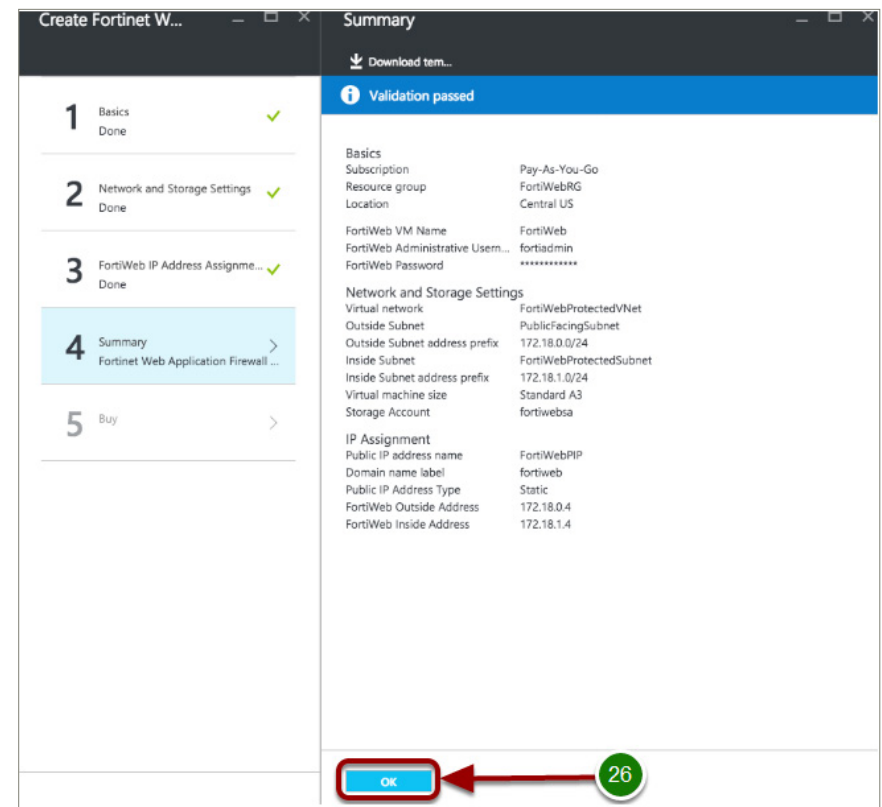 Create Fortinet W...
1
Basics
Done
2
Network and Storage Settings
Done
3
FortiWeb IP Address Assignme...
Done
4
Summary
Fortinet Web Application Firewall ...
5
Buy
Summary
Download tem...
Validation passed
Basics
Subscription Pay-As-You-Go
Resource group FortiWebRG
Location Central US
FortiWeb VM Name FortiWeb
FortiWeb Administrative Usern... fortiadmin
FortiWeb Password ************
Network and Storage Settings
Virtual network FortiWebProtectedVNet
Outside Subnet PublicFacingSubnet
Outside Subnet address prefix 172.18.0.0/24
Inside Subnet FortiWebProtectedSubnet
Inside Subnet address prefix 172.18.1.0/24
Virtual machine size Standard A3
Storage Account fortiwebsa
IP Assignment
Public IP address name FortiWebPIP
Domain name label fortiweb
Public IP Address Type Static
FortiWeb Outside Address 172.18.0.4
FortiWeb Inside Address 172.18.1.4
OK
26